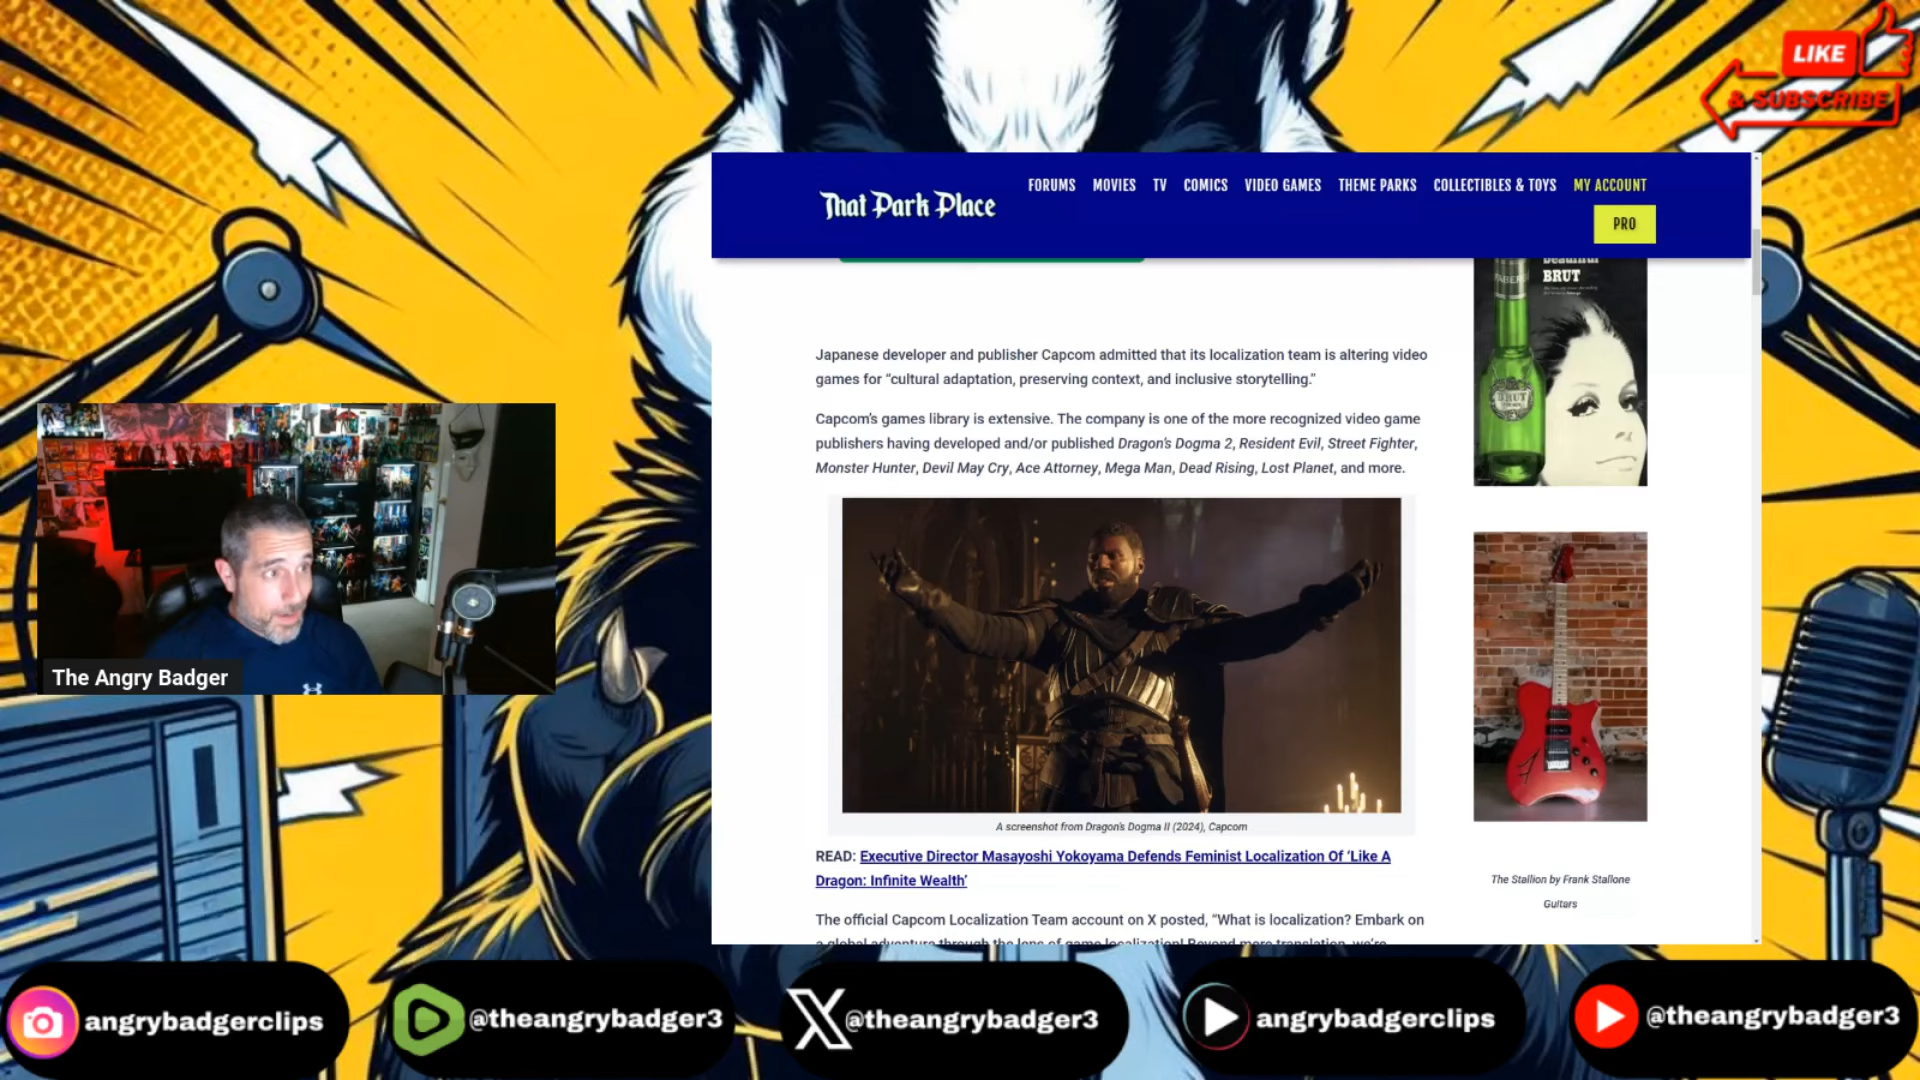 LIKE
& SUBSCRIBE
That Park Place
FORUMS MOVIES TV COMICS VIDEO GAMES THEME PARKS COLLECTIBLES & TOYS MY ACCOUNT
PRO
beautiful
BRUT
Japanese developer and publisher Capcom admitted that its localization team is altering video
games for “cultural adaptation, preserving context, and inclusive storytelling.”
Capcom’s games library is extensive. The company is one of the more recognized video game
publishers having developed and/or published Dragon’s Dogma 2, Resident Evil, Street Fighter,
Monster Hunter, Devil May Cry, Ace Attorney, Mega Man, Dead Rising, Lost Planet, and more.
BRUT
A screenshot from Dragon’s Dogma II (2024), Capcom
READ: Executive Director Masayoshi Yokoyama Defends Feminist Localization Of ‘Like A
Dragon: Infinite Wealth’
The Stallion by Frank Stallone
Guitars
The official Capcom Localization Team account on X posted, “What is localization? Embark on
a global adventure through the lens of game localization! Beyond mere translation, we’re
The Angry Badger
angrybadgerclips
@theangrybadger3
@theangrybadger3
angrybadgerclips
@theangrybadger3